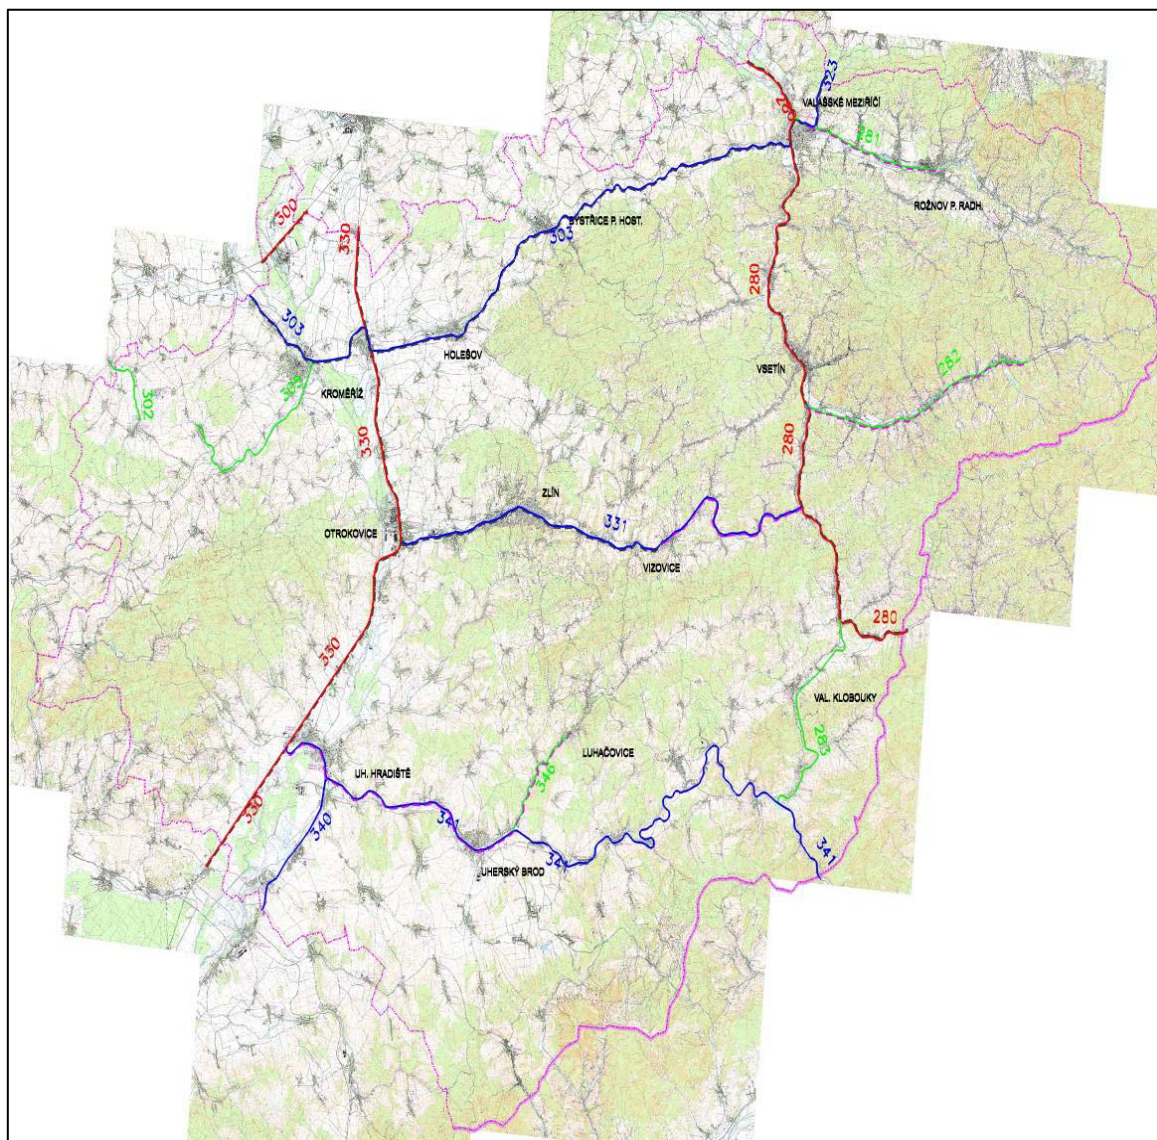 323
VALAŠSKÉ MEZIŘÍČÍ
281
ROŽNOV P. RADH.
300
330
BYSTŘICE P. HOST.
303
280
303
HOLEŠOV
VSETÍN
282
KROMĚŘÍŽ
302
330
280
ZLÍN
OTROKOVICE
331
VIZOVICE
280
330
VAL. KLOBOUKY
283
LUHAČOVICE
346
UH. HRADIŠTĚ
330
340
341
341
UHERSKÝ BROD
341